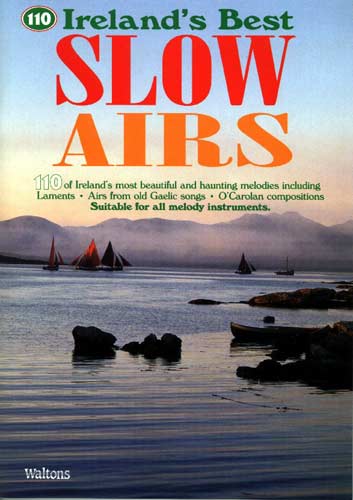 110 Ireland's Best
SLOW
AIRS
110 of Ireland's most beautiful and haunting melodies including
Laments • Airs from old Gaelic songs • O'Carolan compositions
Suitable for all melody instruments.
Waltons